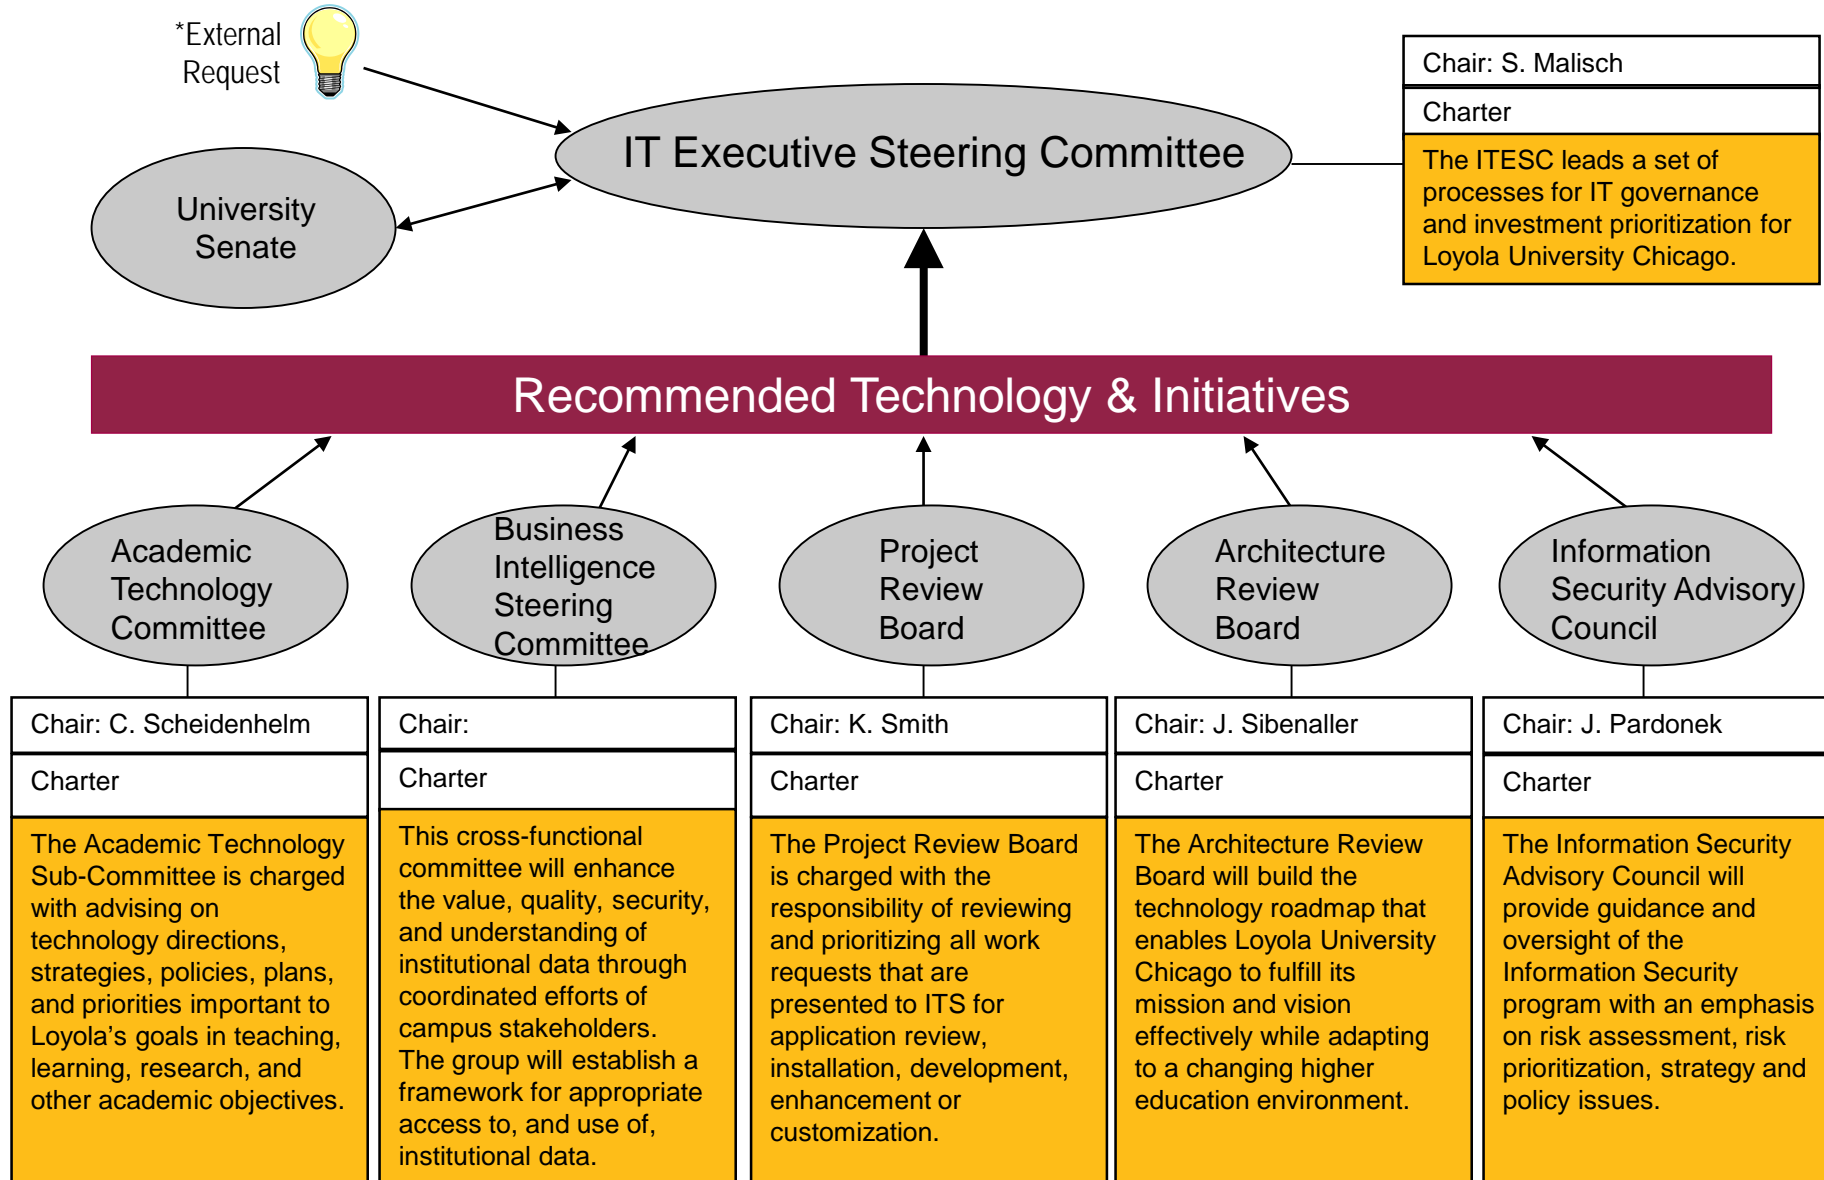 *External
Request
Chair: S. Malisch
Charter
The ITESC leads a set of
processes for IT governance
and investment prioritization for
Loyola University Chicago.
IT Executive Steering Committee
University
Senate
Recommended Technology & Initiatives
Academic
Technology
Committee
Business
Intelligence
Steering
Committee
Project
Review
Board
Architecture
Review
Board
Information
Security Advisory
Council
Chair: C. Scheidenhelm
Charter
The Academic Technology
Sub-Committee is charged
with advising on
technology directions,
strategies, policies, plans,
and priorities important to
Loyola’s goals in teaching,
learning, research, and
other academic objectives.
Chair:
Charter
This cross-functional
committee will enhance
the value, quality, security,
and understanding of
institutional data through
coordinated efforts of
campus stakeholders.
The group will establish a
framework for appropriate
access to, and use of,
institutional data.
Chair: K. Smith
Charter
The Project Review Board
is charged with the
responsibility of reviewing
and prioritizing all work
requests that are
presented to ITS for
application review,
installation, development,
enhancement or
customization.
Chair: J. Sibenaller
Charter
The Architecture Review
Board will build the
technology roadmap that
enables Loyola University
Chicago to fulfill its
mission and vision
effectively while adapting
to a changing higher
education environment.
Chair: J. Pardonek
Charter
The Information Security
Advisory Council will
provide guidance and
oversight of the
Information Security
program with an emphasis
on risk assessment, risk
prioritization, strategy and
policy issues.